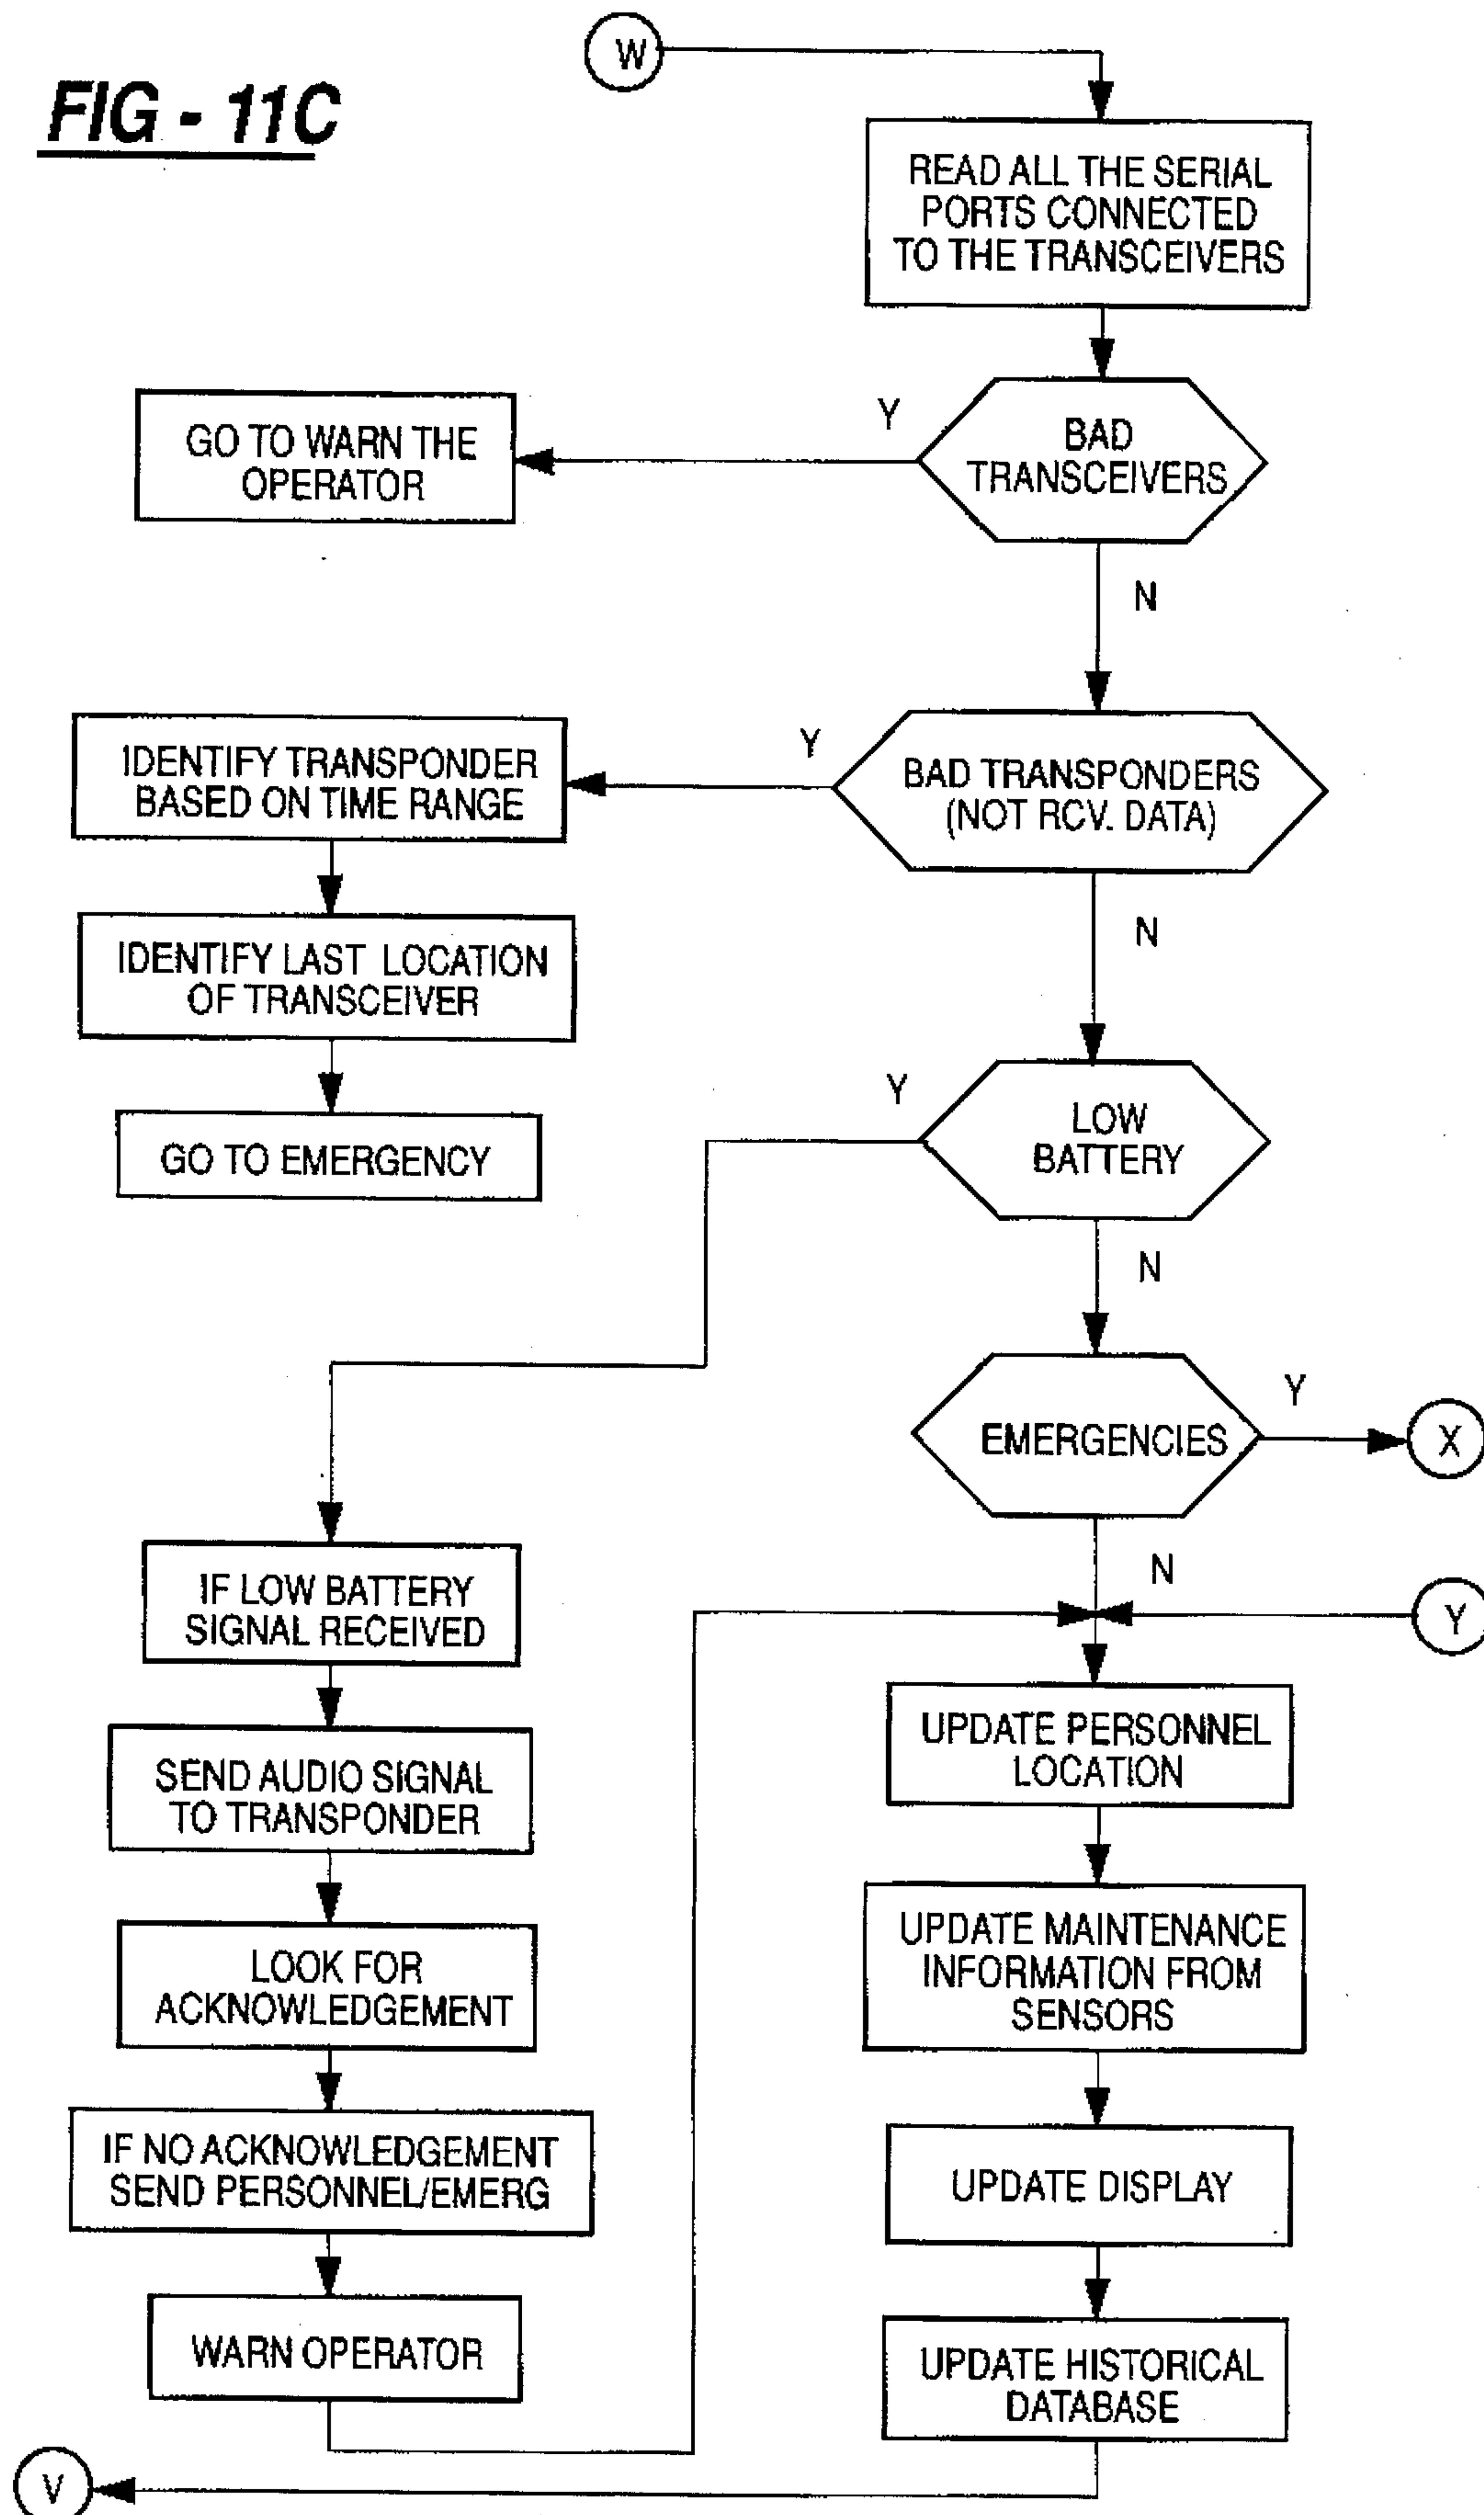 FIG - 11C
W
READ ALL THE SERIAL
PORTS CONNECTED
TO THE TRANSCEIVERS
BAD
TRANSCEIVERS
Y
GO TO WARN THE
OPERATOR
N
BAD TRANSPONDERS
(NOT RCV. DATA)
Y
IDENTIFY TRANSPONDER
BASED ON TIME RANGE
IDENTIFY LAST LOCATION
OF TRANSCEIVER
GO TO EMERGENCY
N
LOW
BATTERY
Y
N
EMERGENCIES
Y
X
N
Y
IF LOW BATTERY
SIGNAL RECEIVED
SEND AUDIO SIGNAL
TO TRANSPONDER
LOOK FOR
ACKNOWLEDGEMENT
IF NO ACKNOWLEDGEMENT
SEND PERSONNEL/EMERG
WARN OPERATOR
UPDATE PERSONNEL
LOCATION
UPDATE MAINTENANCE
INFORMATION FROM
SENSORS
UPDATE DISPLAY
UPDATE HISTORICAL
DATABASE
V